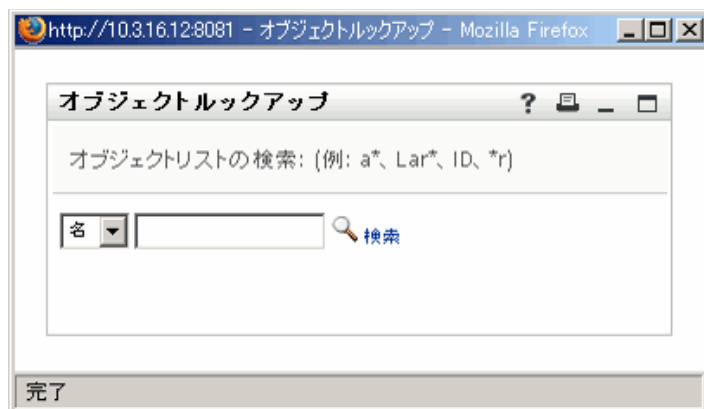 http://10.3.16.12:8081 - オブジェクトルックアップ - Mozilla Firefox
オブジェクトルックアップ ?
オブジェクトリストの検索: (例: a*、Lar*、ID、*r)
名 検索
完了